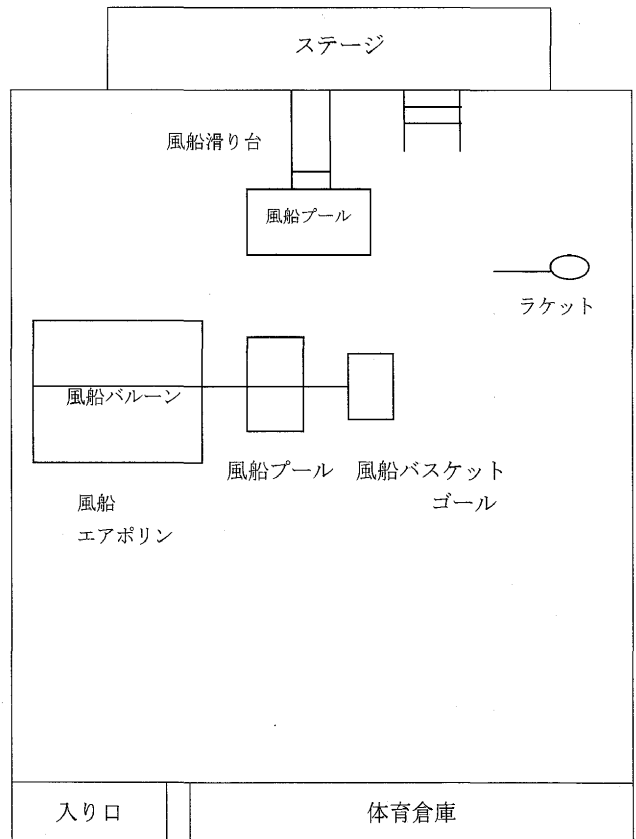 ステージ
風船滑り台
風船プール
ラケット
風船バルーン
風船プール
風船バスケット
ゴール
風船
エアポリン
入り口
体育倉庫